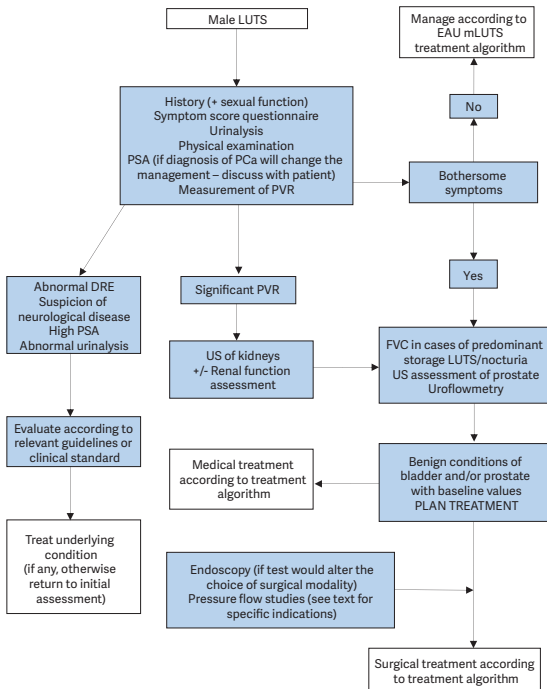 Male LUTS
Manage according to
EAU mLUTS
treatment algorithm
History (+ sexual function)
Symptom score questionnaire
Urinalysis
Physical examination
PSA (if diagnosis of PCa will change the
management – discuss with patient)
Measurement of PVR
No
Bothersome
symptoms
Yes
Abnormal DRE
Suspicion of
neurological disease
High PSA
Abnormal urinalysis
Significant PVR
US of kidneys
+/- Renal function
assessment
FVC in cases of predominant
storage LUTS/nocturia
US assessment of prostate
Uroflowmetry
Evaluate according to
relevant guidelines or
clinical standard
Medical treatment
according to treatment
algorithm
Benign conditions of
bladder and/or prostate
with baseline values
PLAN TREATMENT
Treat underlying
condition
(if any, otherwise
return to initial
assessment)
Endoscopy (if test would alter the
choice of surgical modality)
Pressure flow studies (see text for
specific indications)
Surgical treatment according
to treatment algorithm